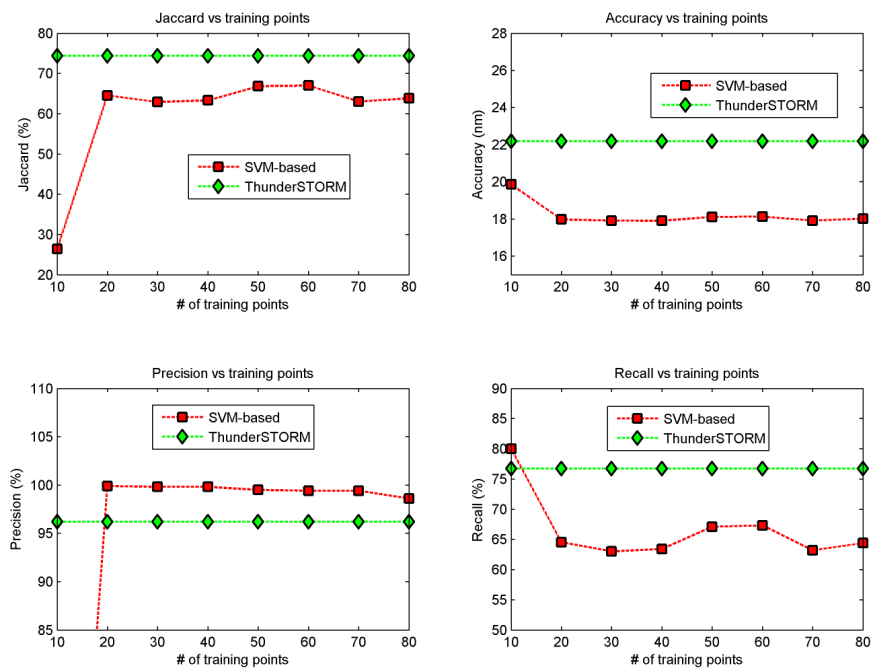 Jaccard vs training points
80
70
60
50
40
30
20
Jaccard (%)
SVM-based
ThunderSTORM
10 20 30 40 50 60 70 80
# of training points
Accuracy vs training points
28
26
24
22
20
18
16
Accuracy (nm)
SVM-based
ThunderSTORM
10 20 30 40 50 60 70 80
# of training points
Precision vs training points
110
105
100
95
90
85
Precision (%)
SVM-based
ThunderSTORM
10 20 30 40 50 60 70 80
# of training points
Recall vs training points
90
85
80
75
70
65
60
55
50
Recall (%)
SVM-based
ThunderSTORM
10 20 30 40 50 60 70 80
# of training points